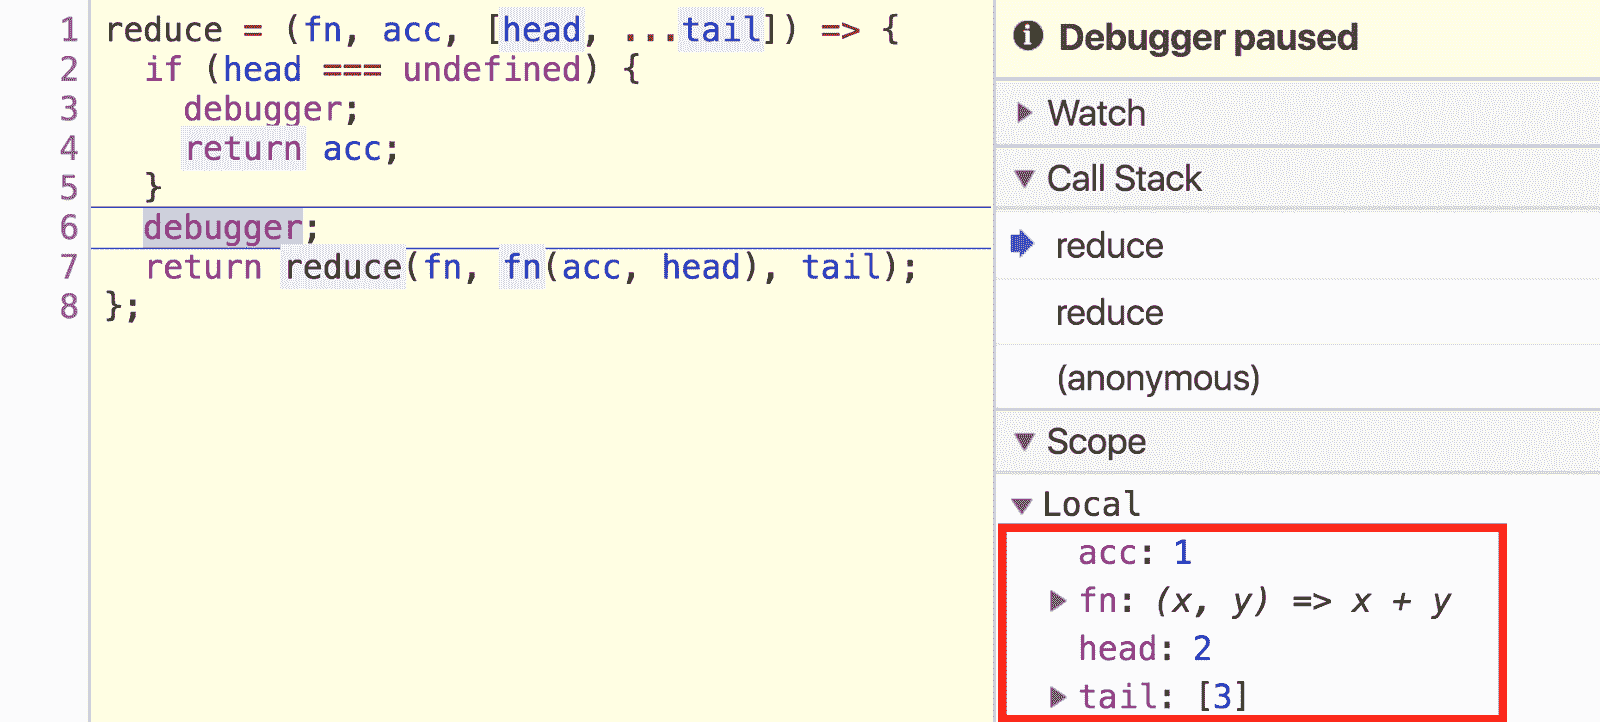 1 reduce = (fn, acc, [head, ...tail]) => {
2 if (head === undefined) {
3 debugger;
4 return acc;
5 }
6 debugger;
7 return reduce(fn, fn(acc, head), tail);
8 };
Debugger paused
Watch
Call Stack
reduce
reduce
(anonymous)
Scope
Local
acc: 1
fn: (x, y) => x + y
head: 2
tail: [3]